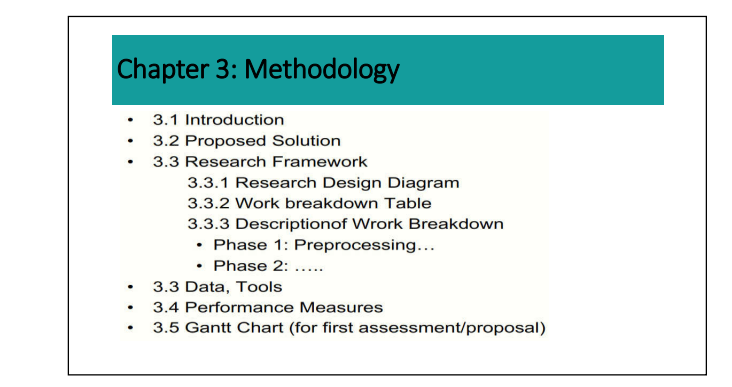 Chapter 3: Methodology
• 3.1 Introduction
• 3.2 Proposed Solution
• 3.3 Research Framework
3.3.1 Research Design Diagram
3.3.2 Work breakdown Table
3.3.3 Descriptionof Wrork Breakdown
• Phase 1: Preprocessing…
• Phase 2: …..
• 3.3 Data, Tools
• 3.4 Performance Measures
• 3.5 Gantt Chart (for first assessment/proposal)